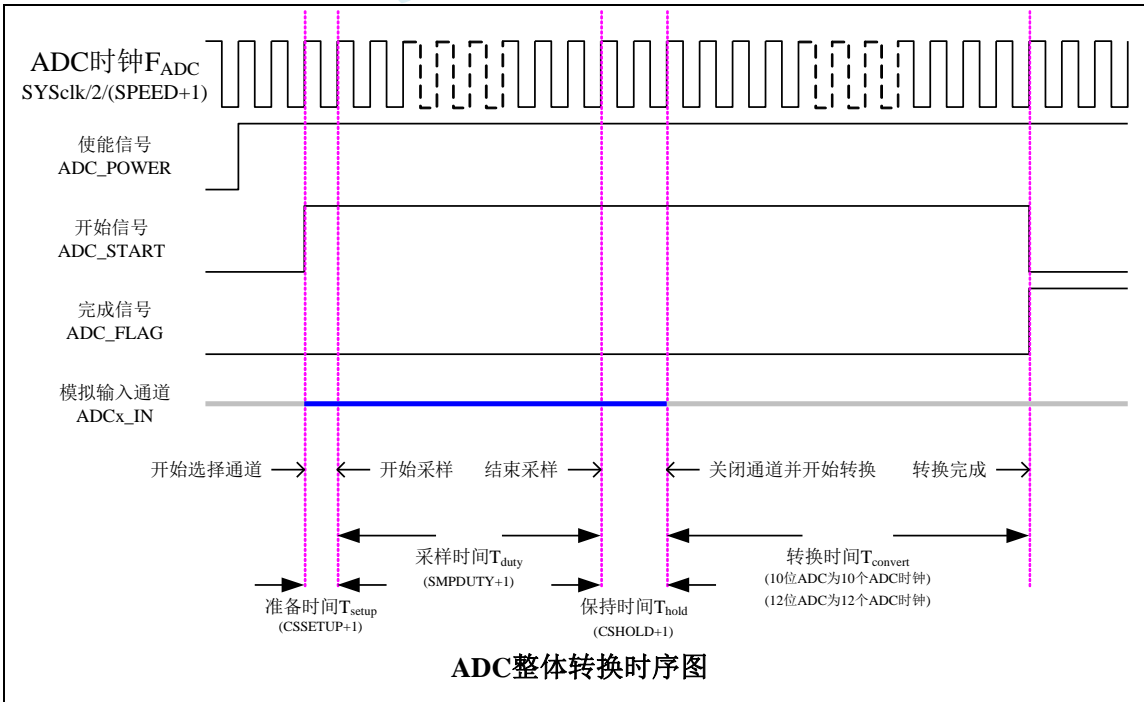 ADC时钟FADC
SYSclk/2/(SPEED+1)
使能信号
ADC_POWER
开始信号
ADC_START
完成信号
ADC_FLAG
模拟输入通道
ADCx_IN
开始选择通道
开始采样
结束采样
关闭通道并开始转换
转换完成
采样时间Tduty
(SMPDUTY+1)
转换时间Tconvert
(10位ADC为10个ADC时钟)
(12位ADC为12个ADC时钟)
准备时间Tsetup
(CSSETUP+1)
保持时间Thold
(CSHOLD+1)
ADC整体转换时序图